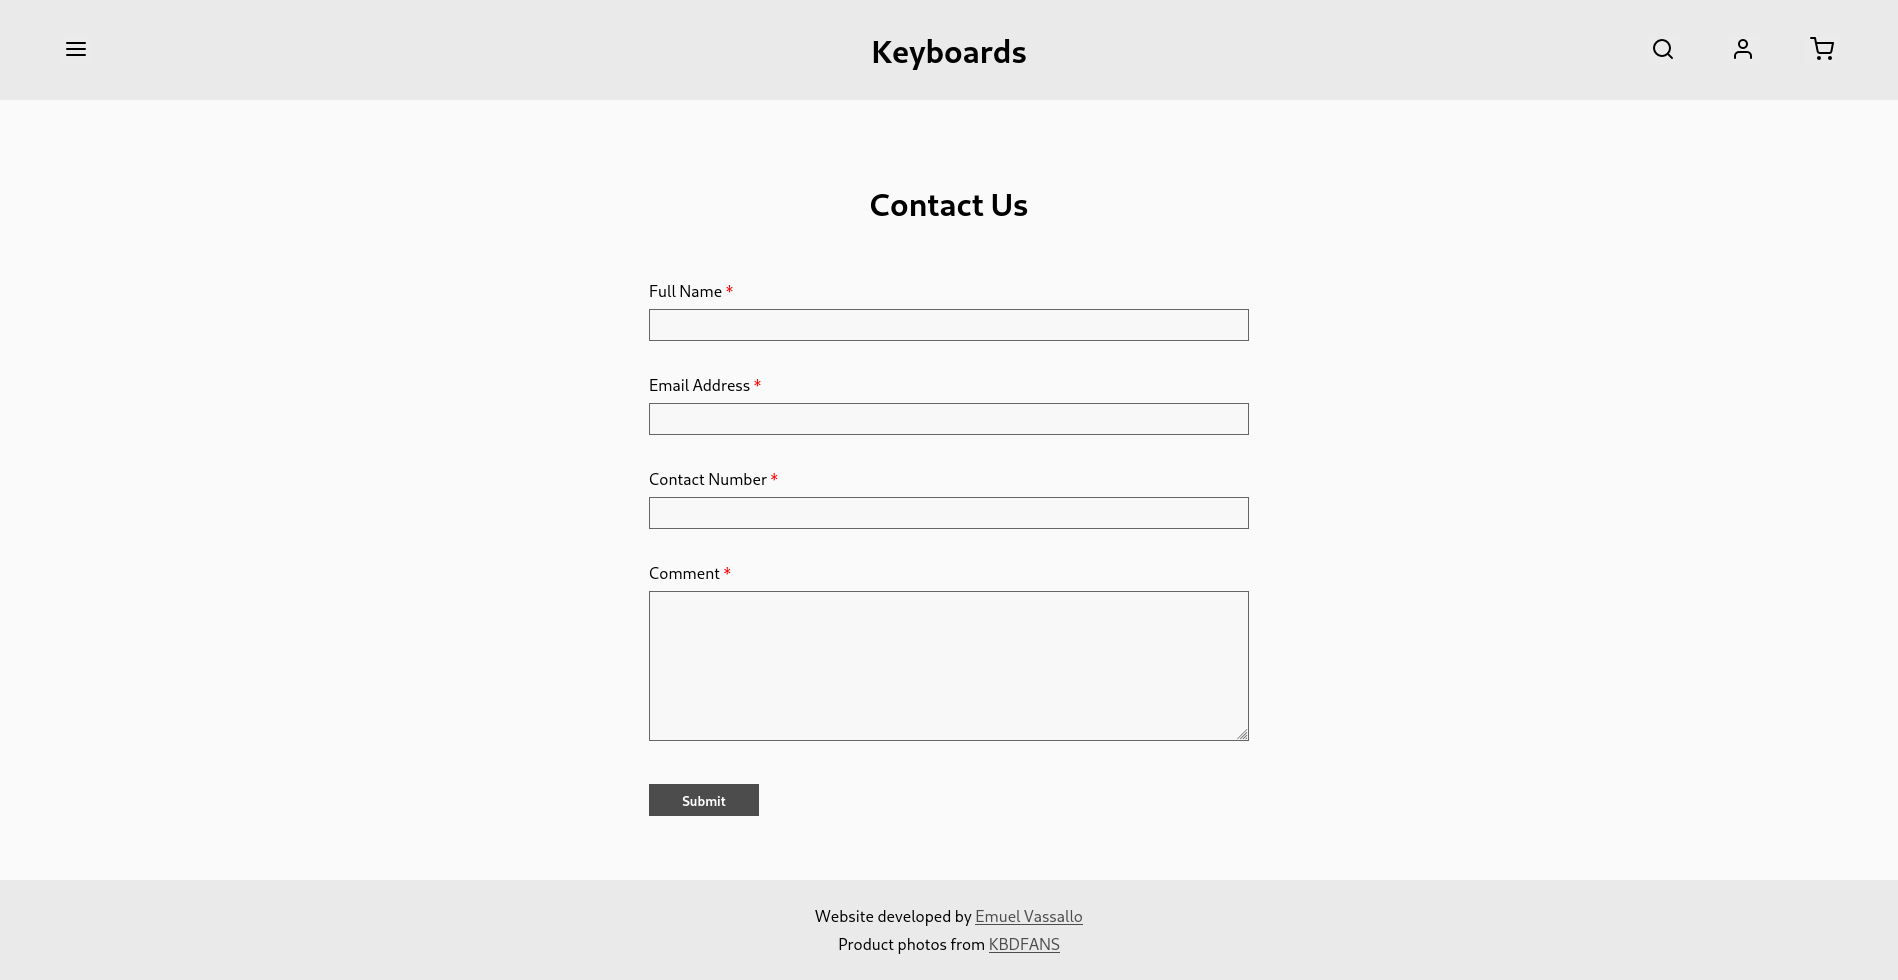 Keyboards
Contact Us
Full Name *
Email Address *
Contact Number *
Comment *
Submit
Website developed by Emuel Vassallo
Product photos from KBDFANS